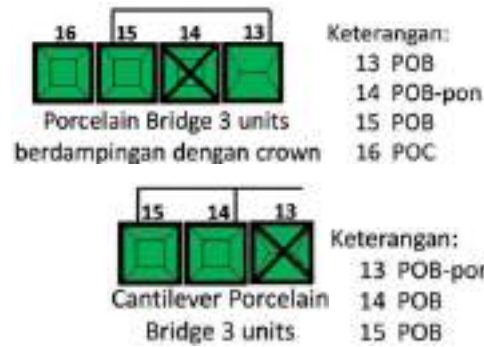 16 15 14 13
Porcelain Bridge 3 units
berdampingan dengan crown
Keterangan:
13 POB
14 POB-pon
15 POB
16 POC
15 14 13
Cantilever Porcelain
Bridge 3 units
Keterangan:
13 POB-pon
14 POB
15 POB